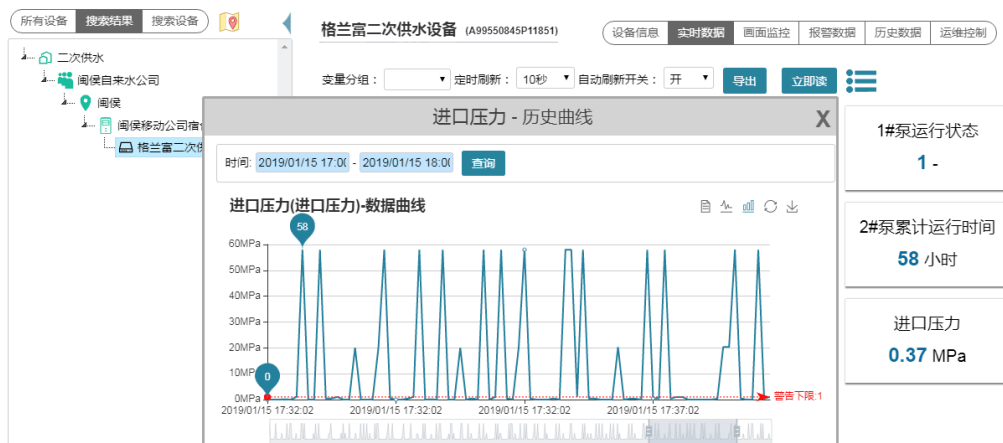 所有设备 搜索结果 搜索设备
格兰富二次供水设备 (A99550845P11851)
设备信息 实时数据 画面监控 报警数据 历史数据 运维控制
二次供水
闽侯自来水公司
闽侯
闽侯移动公司宿
格兰富二次供
变量分组： 定时刷新： 10秒 自动刷新开关： 开 导出 立即读
进口压力 - 历史曲线 X
时间: 2019/01/15 17:00 - 2019/01/15 18:00 查询
进口压力(进口压力)-数据曲线
58
60MPa
50MPa
40MPa
30MPa
20MPa
10MPa
0
0MPa
警告下限:1
2019/01/15 17:32:02 2019/01/15 17:32:02 2019/01/15 17:32:02 2019/01/15 17:37:02
1#泵运行状态
1 -
2#泵累计运行时间
58 小时
进口压力
0.37 MPa